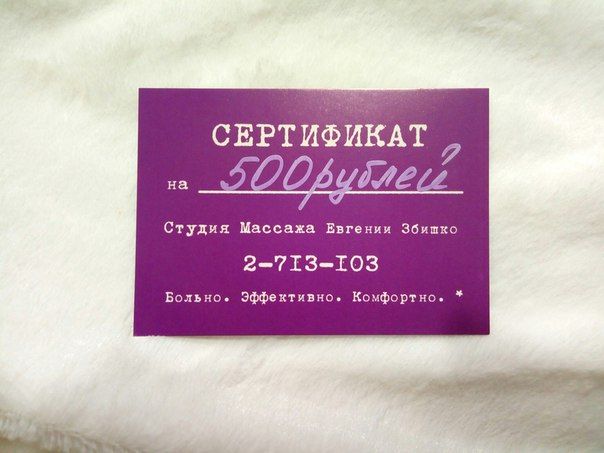 СЕРТИФИКАТ
на 500рублей
Студия Массажа Евгении Збишко
2-713-103
Больно. Эффективно. Комфортно. *